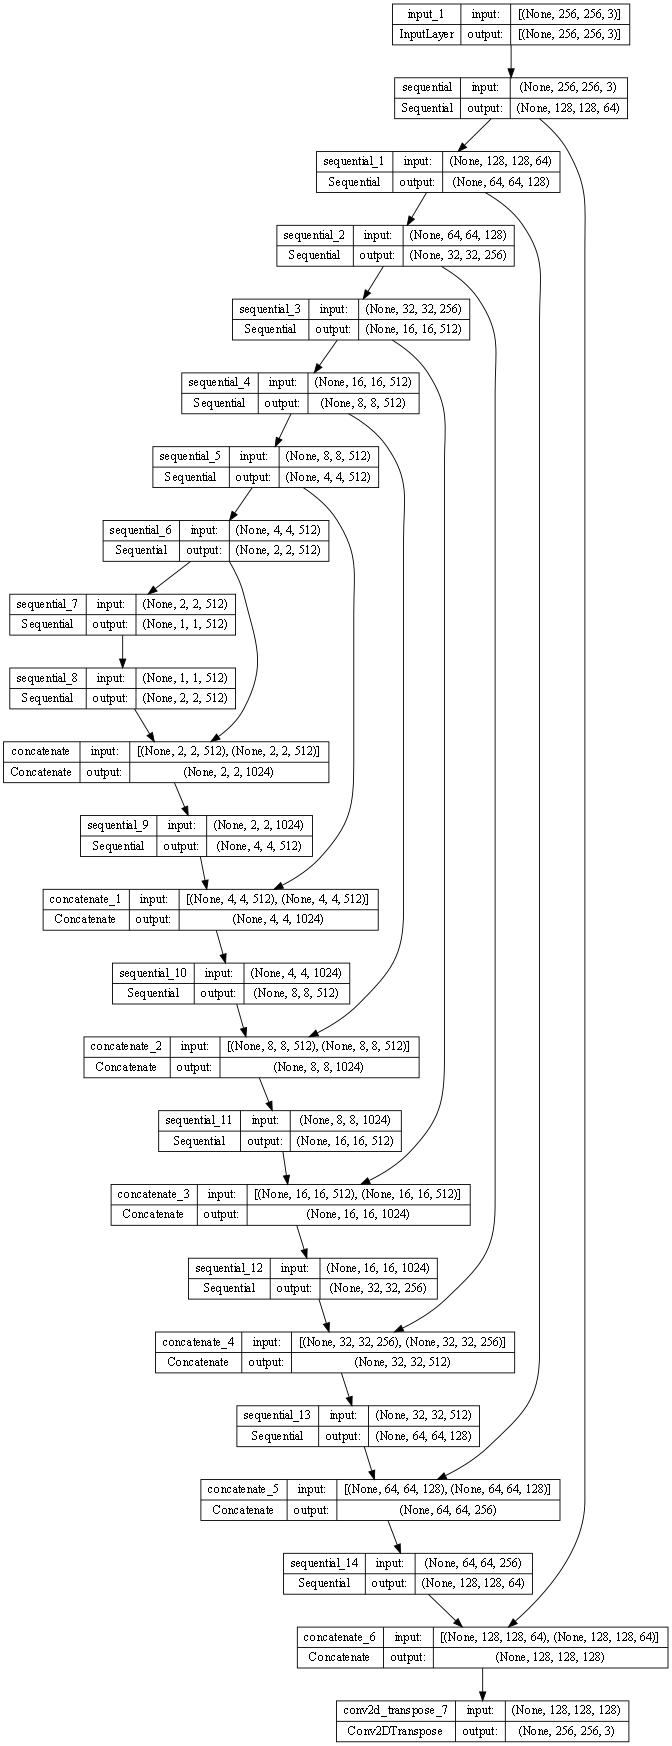 input_1 input: [(None, 256, 256, 3)]
InputLayer output: [(None, 256, 256, 3)]
sequential input: (None, 256, 256, 3)
Sequential output: (None, 128, 128, 64)
sequential_1 input: (None, 128, 128, 64)
Sequential output: (None, 64, 64, 128)
sequential_2 input: (None, 64, 64, 128)
Sequential output: (None, 32, 32, 256)
sequential_3 input: (None, 32, 32, 256)
Sequential output: (None, 16, 16, 512)
sequential_4 input: (None, 16, 16, 512)
Sequential output: (None, 8, 8, 512)
sequential_5 input: (None, 8, 8, 512)
Sequential output: (None, 4, 4, 512)
sequential_6 input: (None, 4, 4, 512)
Sequential output: (None, 2, 2, 512)
sequential_7 input: (None, 2, 2, 512)
Sequential output: (None, 1, 1, 512)
sequential_8 input: (None, 1, 1, 512)
Sequential output: (None, 2, 2, 512)
concatenate input: [(None, 2, 2, 512), (None, 2, 2, 512)]
Concatenate output: (None, 2, 2, 1024)
sequential_9 input: (None, 2, 2, 1024)
Sequential output: (None, 4, 4, 512)
concatenate_1 input: [(None, 4, 4, 512), (None, 4, 4, 512)]
Concatenate output: (None, 4, 4, 1024)
sequential_10 input: (None, 4, 4, 1024)
Sequential output: (None, 8, 8, 512)
concatenate_2 input: [(None, 8, 8, 512), (None, 8, 8, 512)]
Concatenate output: (None, 8, 8, 1024)
sequential_11 input: (None, 8, 8, 1024)
Sequential output: (None, 16, 16, 512)
concatenate_3 input: [(None, 16, 16, 512), (None, 16, 16, 512)]
Concatenate output: (None, 16, 16, 1024)
sequential_12 input: (None, 16, 16, 1024)
Sequential output: (None, 32, 32, 256)
concatenate_4 input: [(None, 32, 32, 256), (None, 32, 32, 256)]
Concatenate output: (None, 32, 32, 512)
sequential_13 input: (None, 32, 32, 512)
Sequential output: (None, 64, 64, 128)
concatenate_5 input: [(None, 64, 64, 128), (None, 64, 64, 128)]
Concatenate output: (None, 64, 64, 256)
sequential_14 input: (None, 64, 64, 256)
Sequential output: (None, 128, 128, 64)
concatenate_6 input: [(None, 128, 128, 64), (None, 128, 128, 64)]
Concatenate output: (None, 128, 128, 128)
conv2d_transpose_7 input: (None, 128, 128, 128)
Conv2DTranspose output: (None, 256, 256, 3)